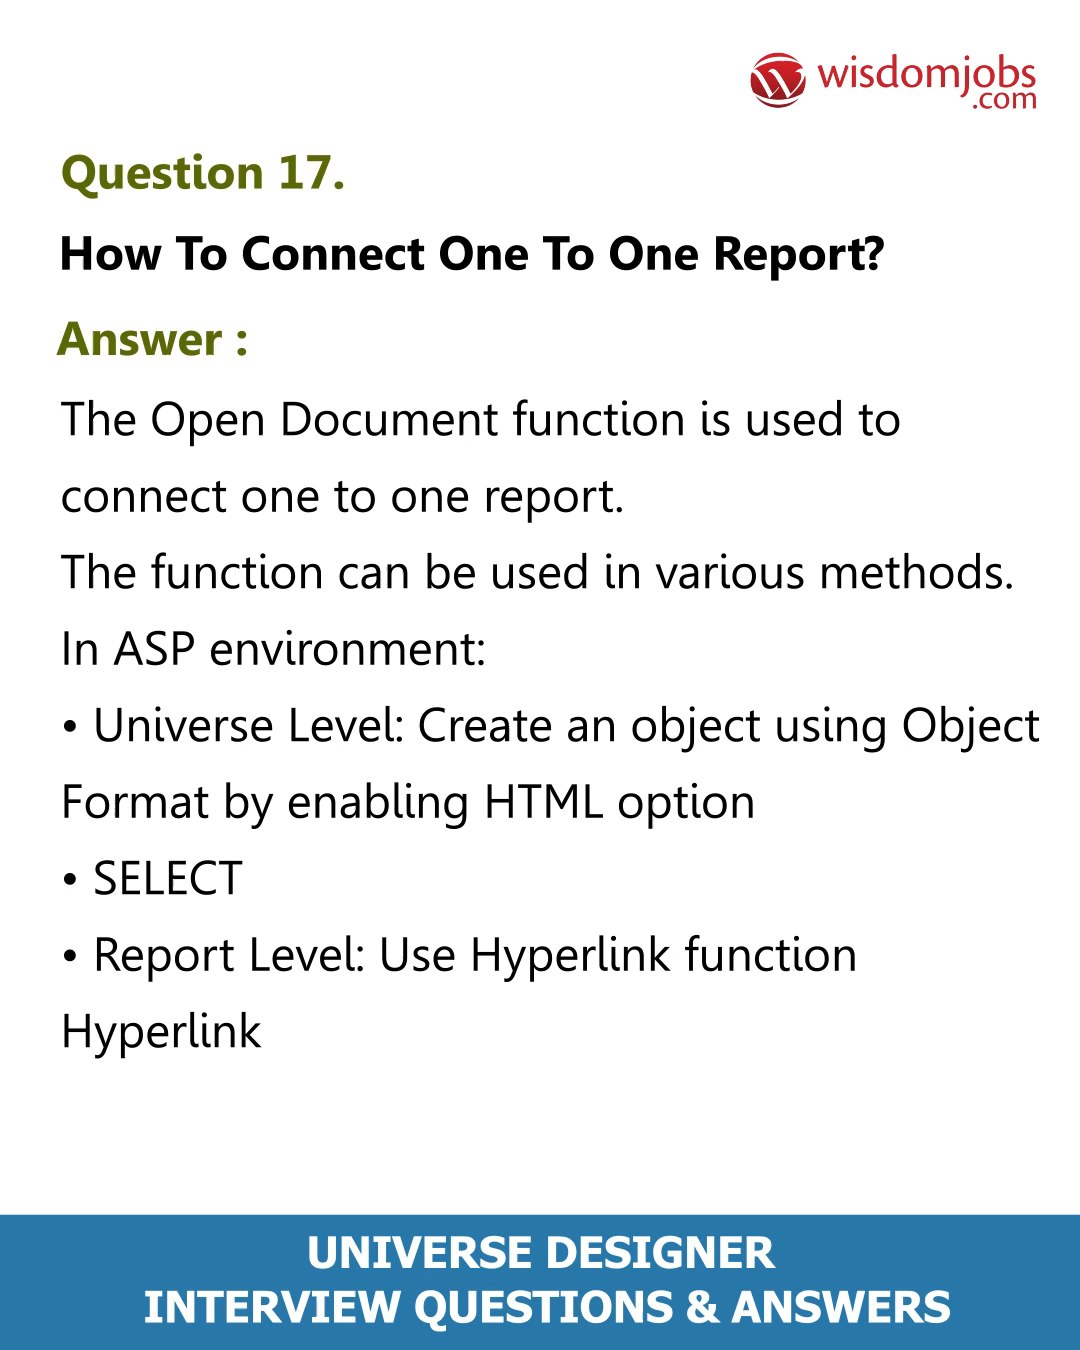 wisdomjobs
.com
Question 17.
How To Connect One To One Report?
Answer :
The Open Document function is used to
connect one to one report.
The function can be used in various methods.
In ASP environment:
• Universe Level: Create an object using Object
Format by enabling HTML option
• SELECT
• Report Level: Use Hyperlink function
Hyperlink
UNIVERSE DESIGNER
INTERVIEW QUESTIONS & ANSWERS